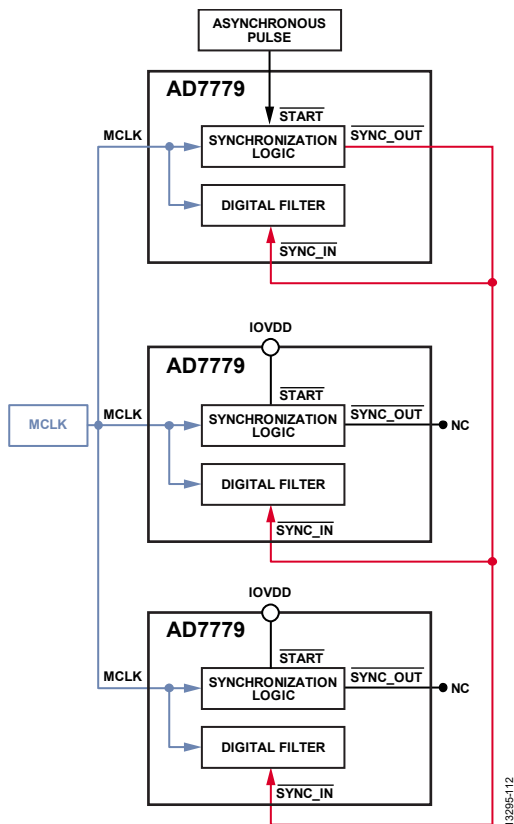 ASYNCHRONOUS
PULSE
AD7779
START
MCLK
SYNCHRONIZATION
LOGIC
SYNC_OUT
DIGITAL FILTER
SYNC_IN
IOVDD
AD7779
START
MCLK
MCLK
SYNCHRONIZATION
LOGIC
SYNC_OUT
NC
DIGITAL FILTER
SYNC_IN
IOVDD
AD7779
START
MCLK
SYNCHRONIZATION
LOGIC
SYNC_OUT
NC
DIGITAL FILTER
SYNC_IN
13295-112